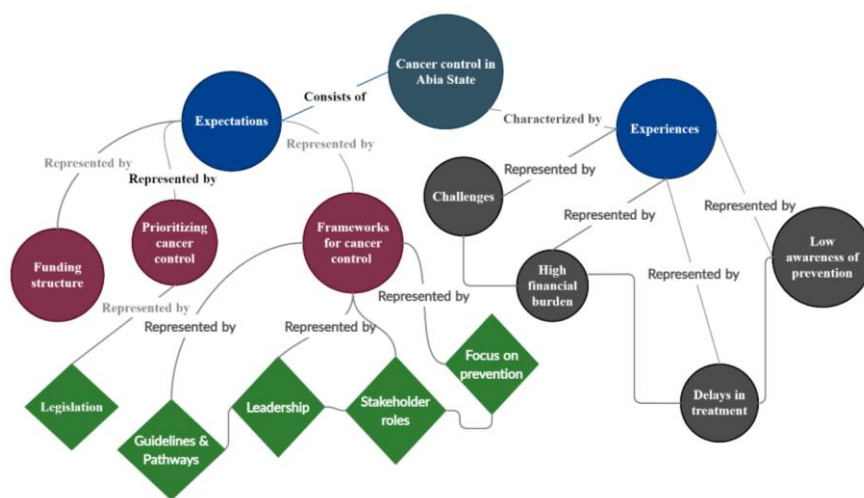 Cancer control in
Abia State
Consists of
Expectations
Characterized by
Experiences
Represented by
Represented by
Represented by
Represented by
Represented by
Represented by
Represented by
Challenges
Prioritizing
cancer
control
Frameworks
for cancer
control
Funding
structure
High
financial
burden
Low
awareness of
prevention
Represented by
Represented by
Represented by
Represented by
Legislation
Guidelines &
Pathways
Leadership
Stakeholder
roles
Focus on
prevention
Delays in
treatment